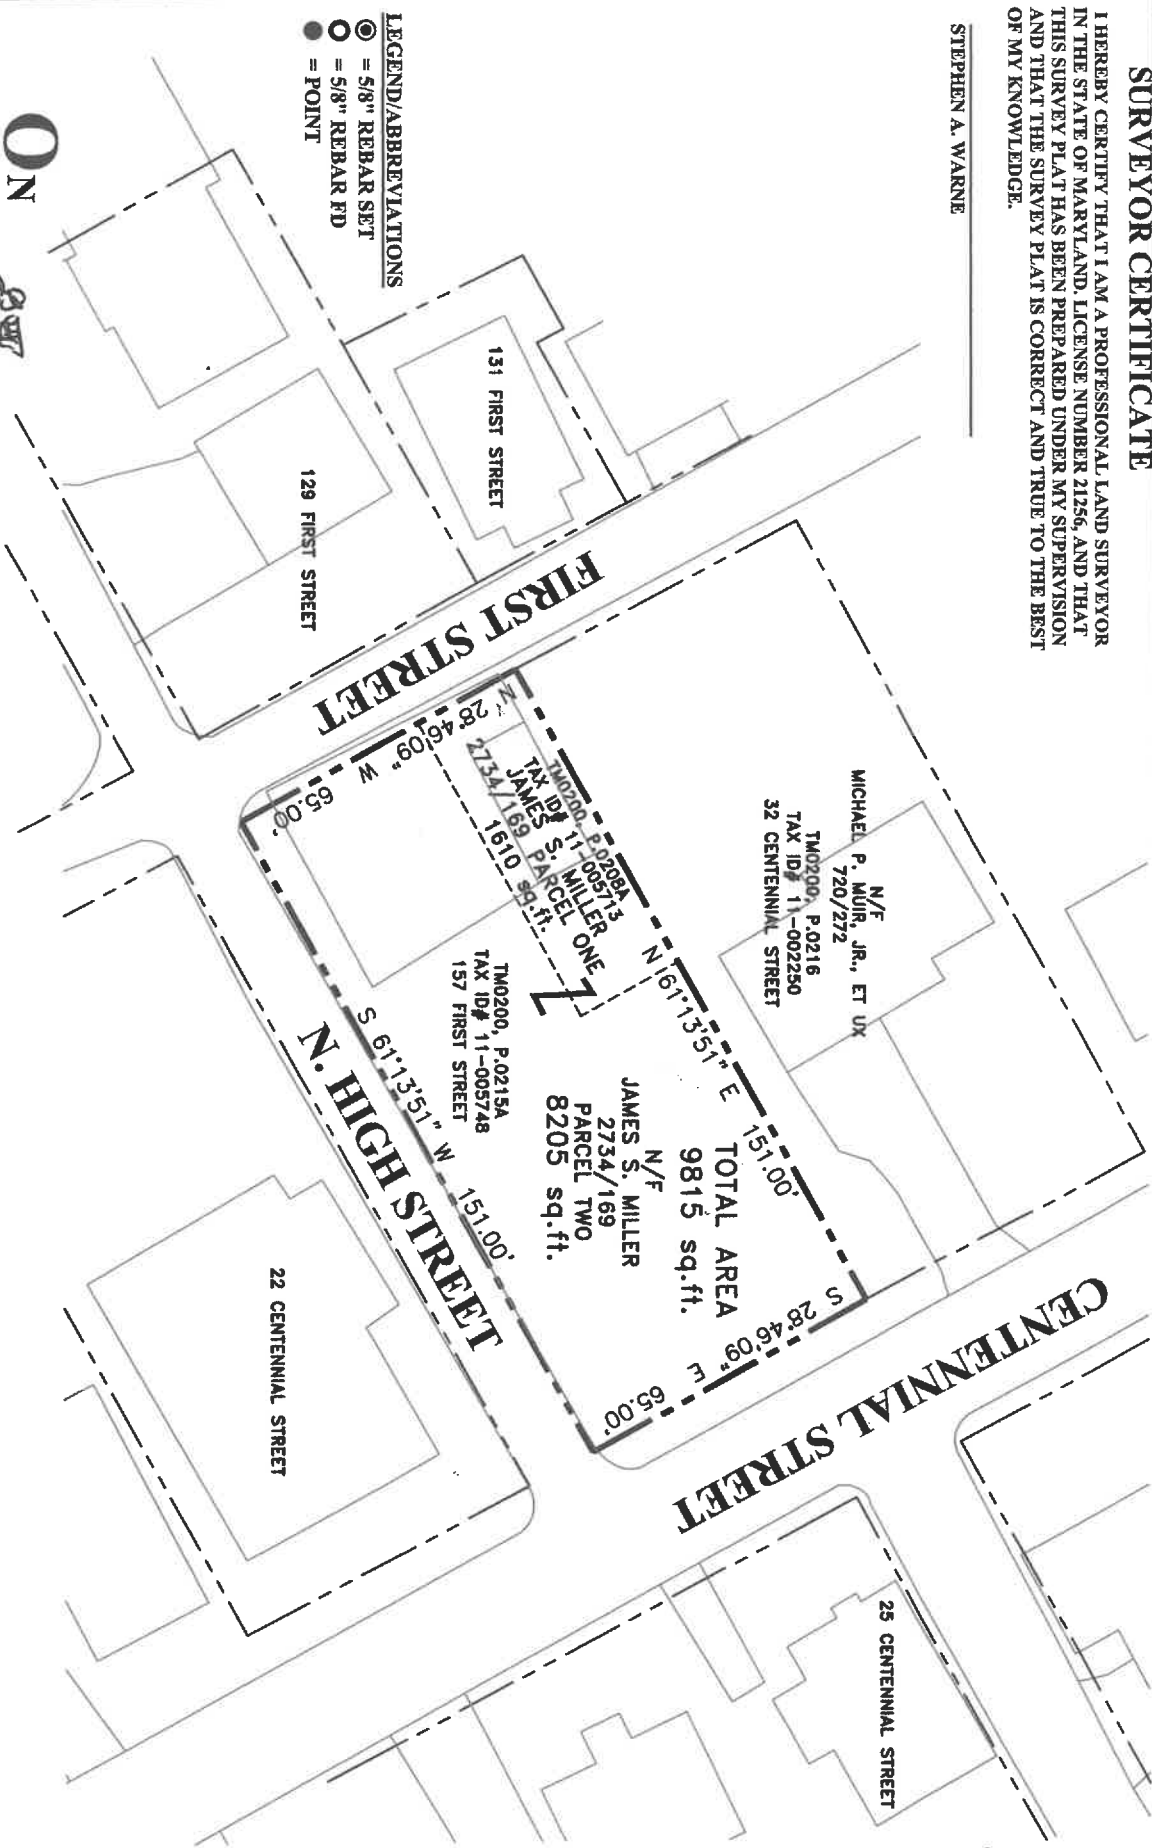 SURVEYOR CERTIFICATE
I HEREBY CERTIFY THAT I AM A PROFESSIONAL LAND SURVEYOR
IN THE STATE OF MARYLAND, LICENSE NUMBER 21256, AND THAT
THIS SURVEY PLAT HAS BEEN PREPARED UNDER MY SUPERVISION
AND THAT THE SURVEY PLAT IS CORRECT AND TRUE TO THE BEST
OF MY KNOWLEDGE.
STEPHEN A. WARNE
LEGEND/ABBREVIATIONS
= 5/8" REBAR SET
= 5/8" REBAR FD
= POINT
ON
131 FIRST STREET
129 FIRST STREET
FIRST STREET
N 28°46'09" W 65.00'
N/F
MICHAEL P. MUIR, JR., ET UX
720/272
TM0200, P.0216
TAX ID# 11-002250
32 CENTENNIAL STREET
TM0200, P.0208A
TAX ID# 11-005713
JAMES S. MILLER
2734/169 PARCEL ONE
1610 sq.ft.
N 61°13'51" E 151.00'
TOTAL AREA
9815 sq.ft.
N/F
JAMES S. MILLER
2734/169
PARCEL TWO
8205 sq.ft.
TM0200, P.0215A
TAX ID# 11-005748
157 FIRST STREET
S 61°13'51" W 151.00'
S 28°46'09" E 65.00'
N. HIGH STREET
CENTENNIAL STREET
22 CENTENNIAL STREET
25 CENTENNIAL STREET